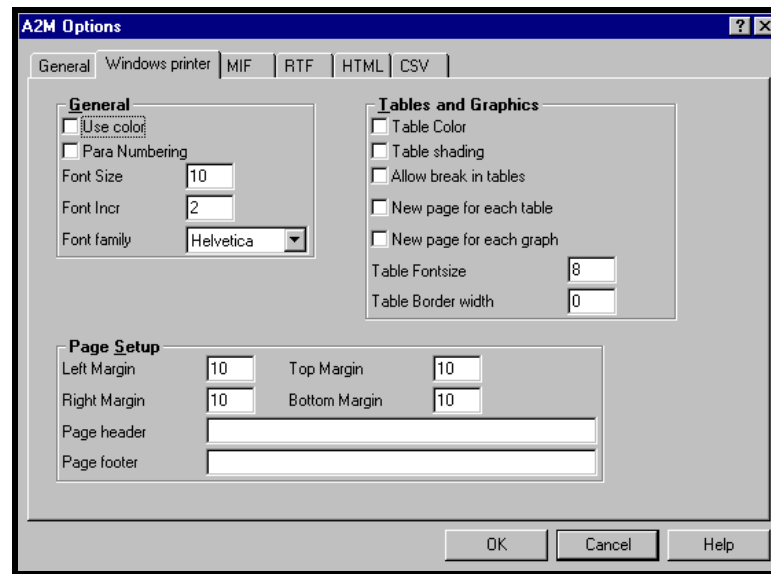 A2M Options
General Windows printer MIF RTF HTML CSV
General
Use color
Para Numbering
Font Size 10
Font Incr 2
Font family Helvetica
Tables and Graphics
Table Color
Table shading
Allow break in tables
New page for each table
New page for each graph
Table Fontsize 8
Table Border width 0
Page Setup
Left Margin 10 Top Margin 10
Right Margin 10 Bottom Margin 10
Page header
Page footer
OK Cancel Help